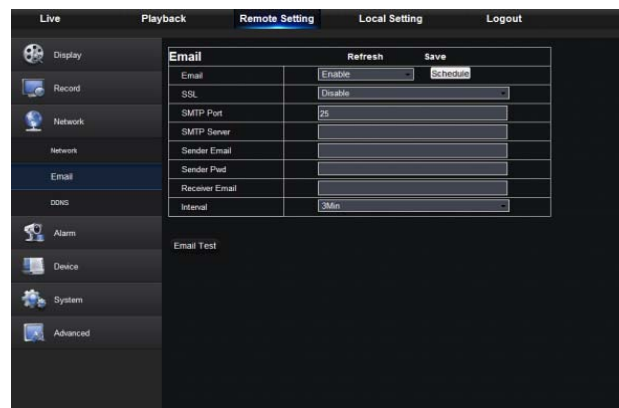 Live Playback Remote Setting Local Setting Logout
Display
Record
Network
Network
Email
DDNS
Alarm
Device
System
Advanced
Email Refresh Save
Email Enable Schedule
SSL Disable
SMTP Port 25
SMTP Server
Sender Email
Sender Pwd
Receiver Email
Interval 3Min
Email Test